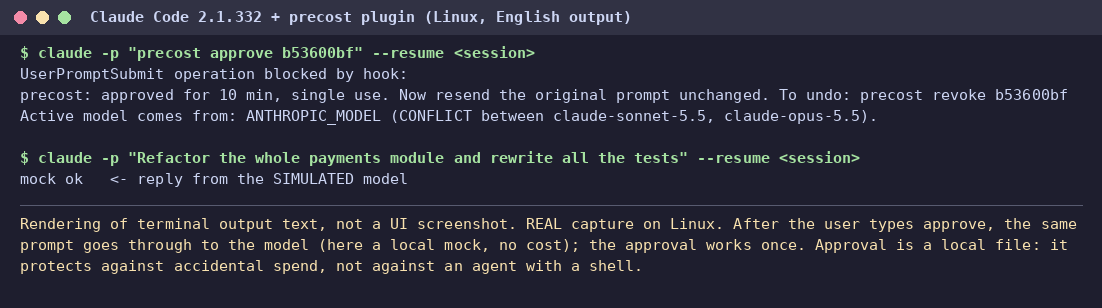 Claude Code 2.1.332 + precost plugin (Linux, English output)
$ claude -p "precost approve b53600bf" --resume <session>
UserPromptSubmit operation blocked by hook:
precost: approved for 10 min, single use. Now resend the original prompt unchanged. To undo: precost revoke b53600bf
Active model comes from: ANTHROPIC_MODEL (CONFLICT between claude-sonnet-5.5, claude-opus-5.5).
$ claude -p "Refactor the whole payments module and rewrite all the tests" --resume <session>
mock ok   <- reply from the SIMULATED model
Rendering of terminal output text, not a UI screenshot. REAL capture on Linux. After the user types approve, the same
prompt goes through to the model (here a local mock, no cost); the approval works once. Approval is a local file: it
protects against accidental spend, not against an agent with a shell.